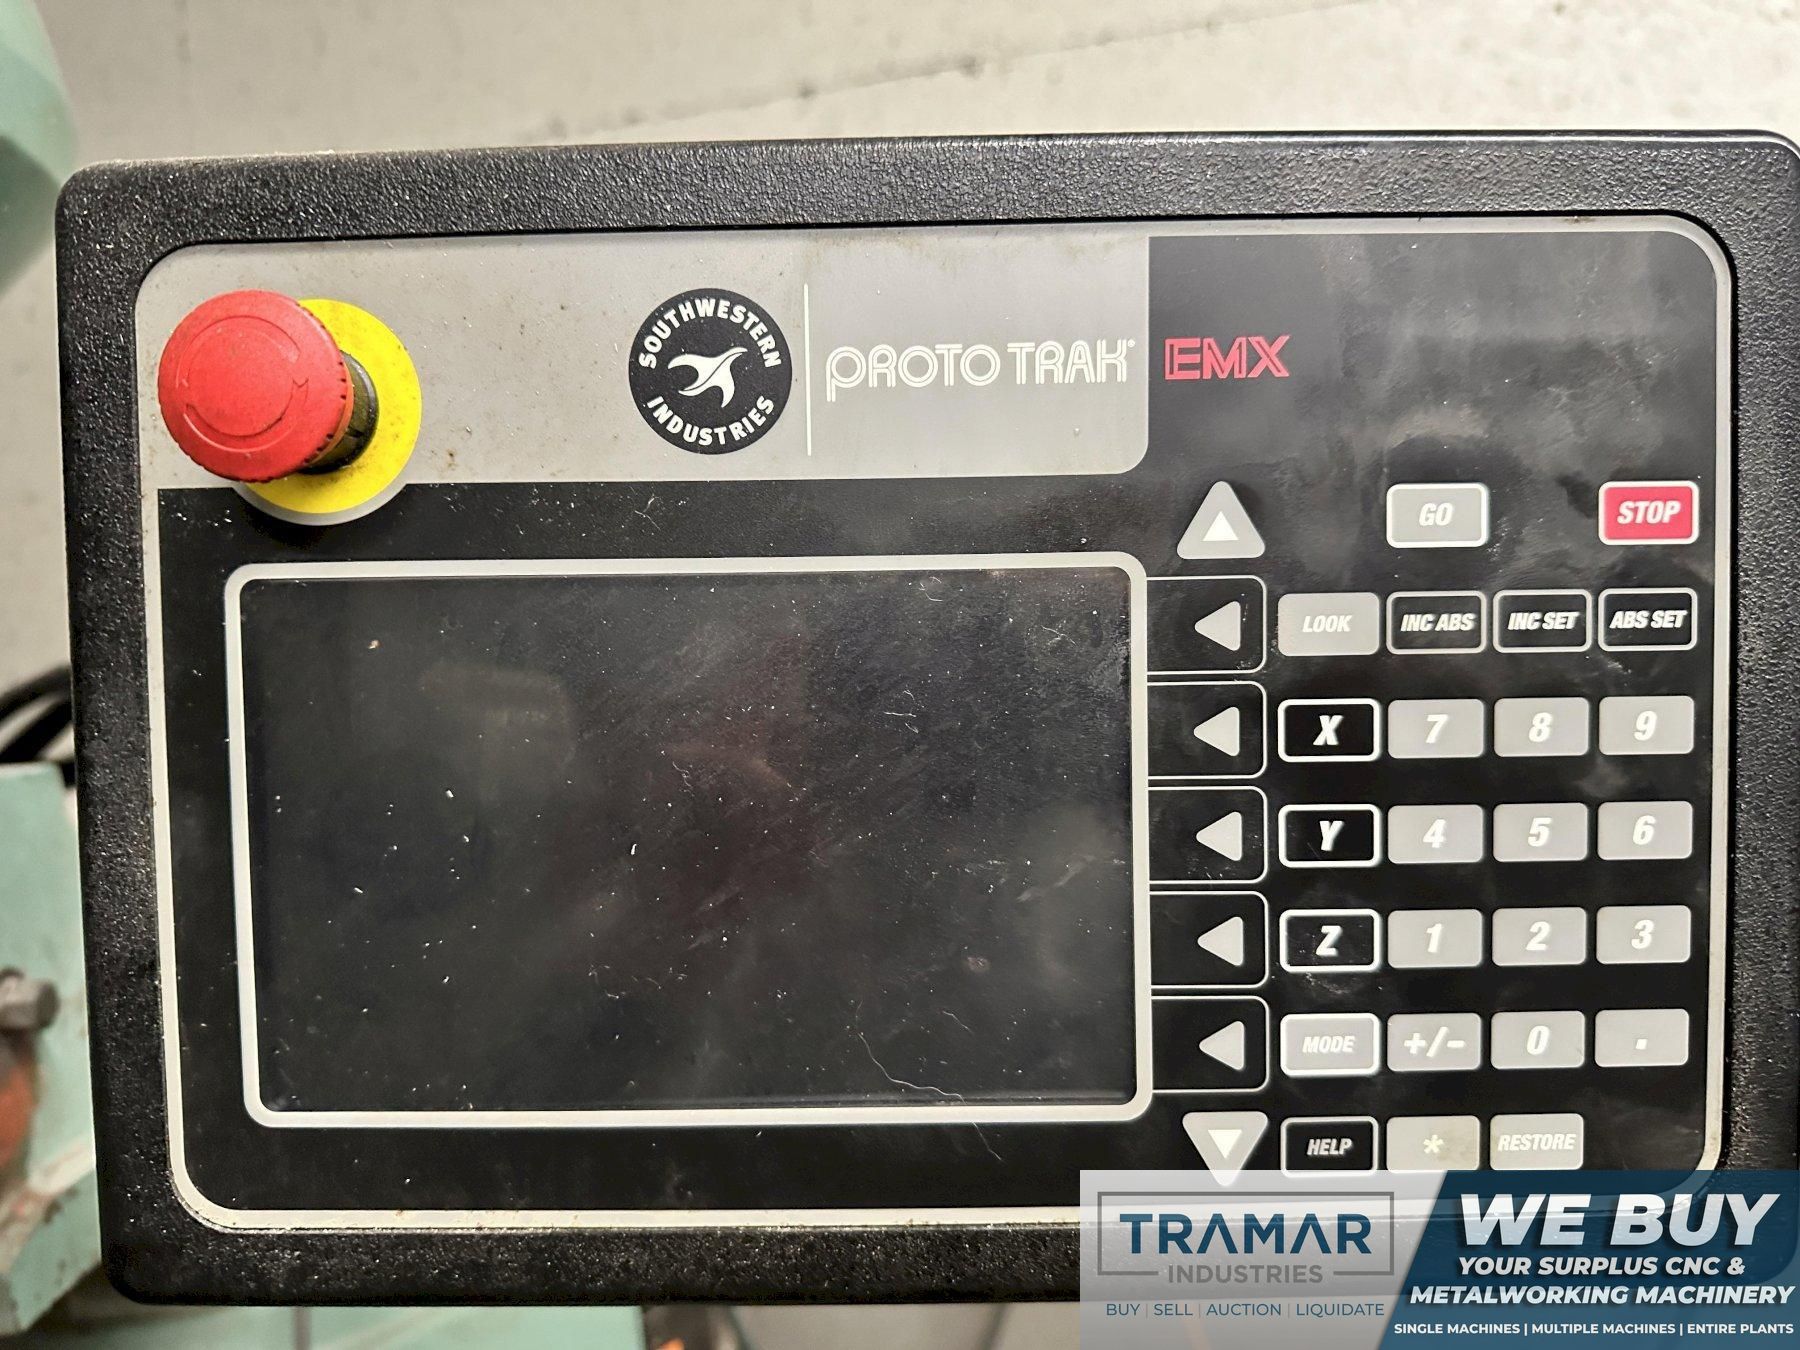 SOUTHWESTERN INDUSTRIES
PROTOTRAK® EMX
GO STOP
LOOK INC ABS INC SET ABS SET
X 7 8 9
Y 4 5 6
Z 1 2 3
MODE +/- 0 .
HELP * RESTORE
TRAMAR
INDUSTRIES
BUY | SELL | AUCTION | LIQUIDATE
WE BUY
YOUR SURPLUS CNC &
METALWORKING MACHINERY
SINGLE MACHINES | MULTIPLE MACHINES | ENTIRE PLANTS